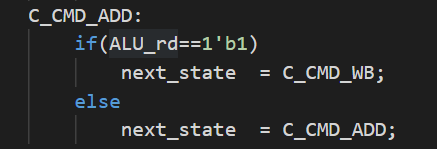 C_CMD_ADD:
if(ALU_rd==1'b1)
next_state  = C_CMD_WB;
else
next_state  = C_CMD_ADD;